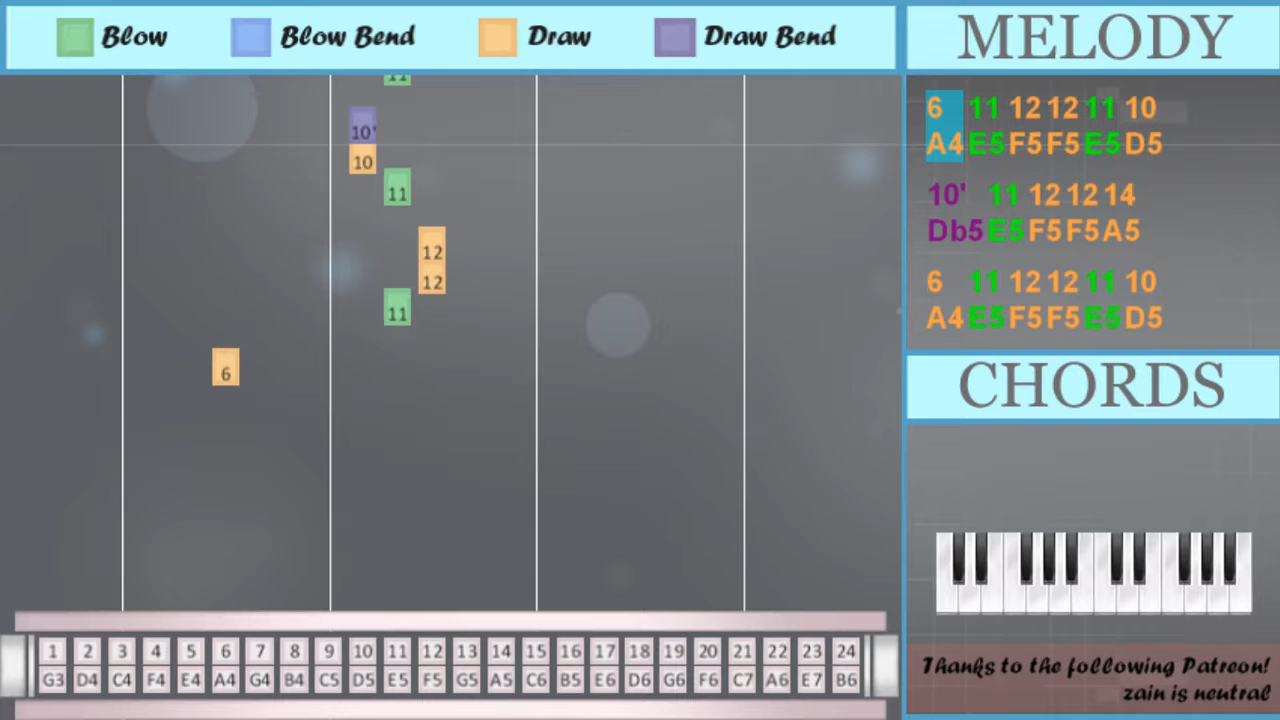 Blow Blow Bend Draw Draw Bend
MELODY
6 11 12 12 11 10
A4 E5 F5 F5 E5 D5
10' 11 12 12 14
Db5 E5 F5 F5 A5
6 11 12 12 11 10
A4 E5 F5 F5 E5 D5
11
10'
10
11
12
12
11
6
CHORDS
1 2 3 4 5 6 7 8 9 10 11 12 13 14 15 16 17 18 19 20 21 22 23 24
G3 D4 C4 F4 E4 A4 G4 B4 C5 D5 E5 F5 G5 A5 C6 B5 E6 D6 G6 F6 C7 A6 E7 B6
Thanks to the following Patreon!
zain is neutral